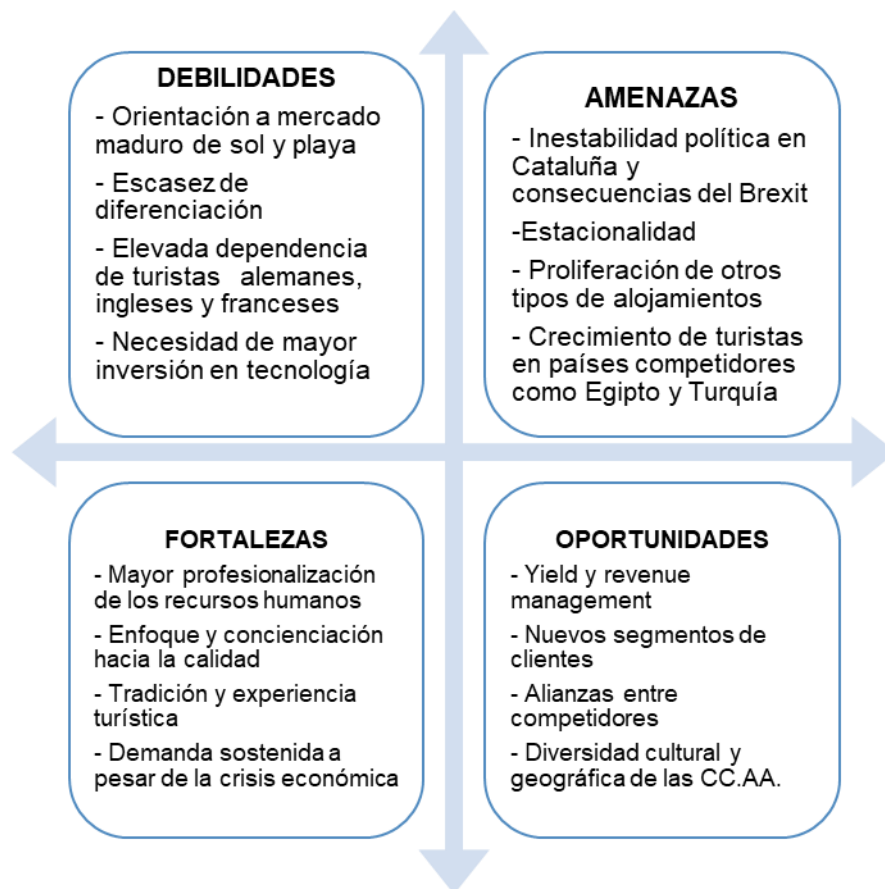 DEBILIDADES
- Orientación a mercado
maduro de sol y playa
- Escasez de
diferenciación
- Elevada dependencia
de turistas alemanes,
ingleses y franceses
- Necesidad de mayor
inversión en tecnología
AMENAZAS
- Inestabilidad política en
Cataluña y
consecuencias del Brexit
-Estacionalidad
- Proliferación de otros
tipos de alojamientos
- Crecimiento de turistas
en países competidores
como Egipto y Turquía
FORTALEZAS
- Mayor profesionalización
de los recursos humanos
- Enfoque y concienciación
hacia la calidad
- Tradición y experiencia
turística
- Demanda sostenida a
pesar de la crisis económica
OPORTUNIDADES
- Yield y revenue
management
- Nuevos segmentos de
clientes
- Alianzas entre
competidores
- Diversidad cultural y
geográfica de las CC.AA.